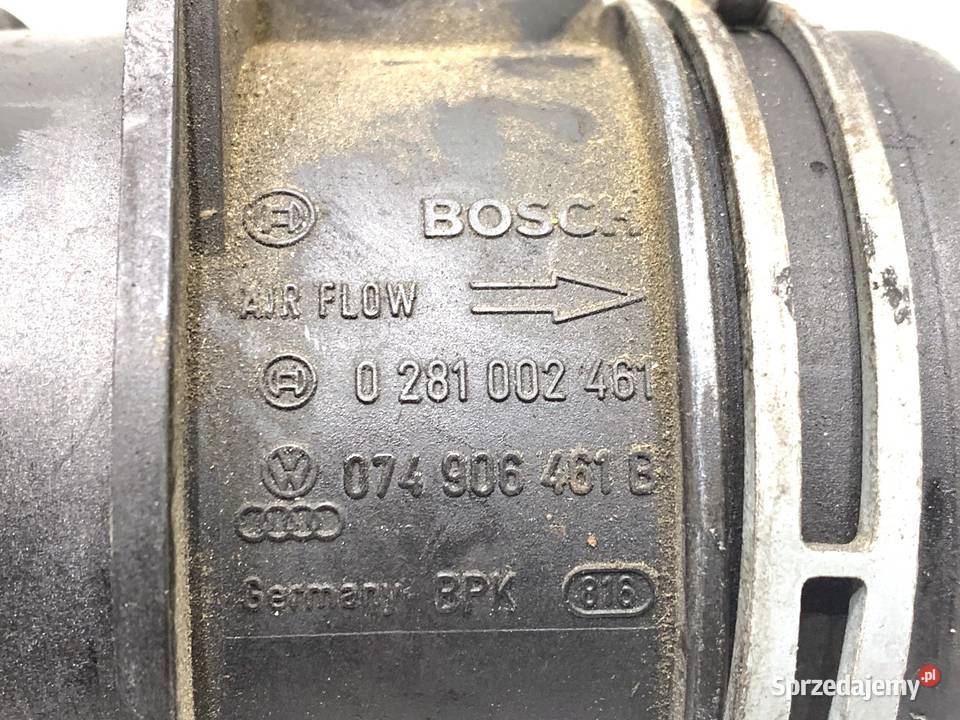 BOSCH
AIR FLOW
0 281 002 461
074 906 461 B
Germany BPK 816
Sprzedajemy.pl